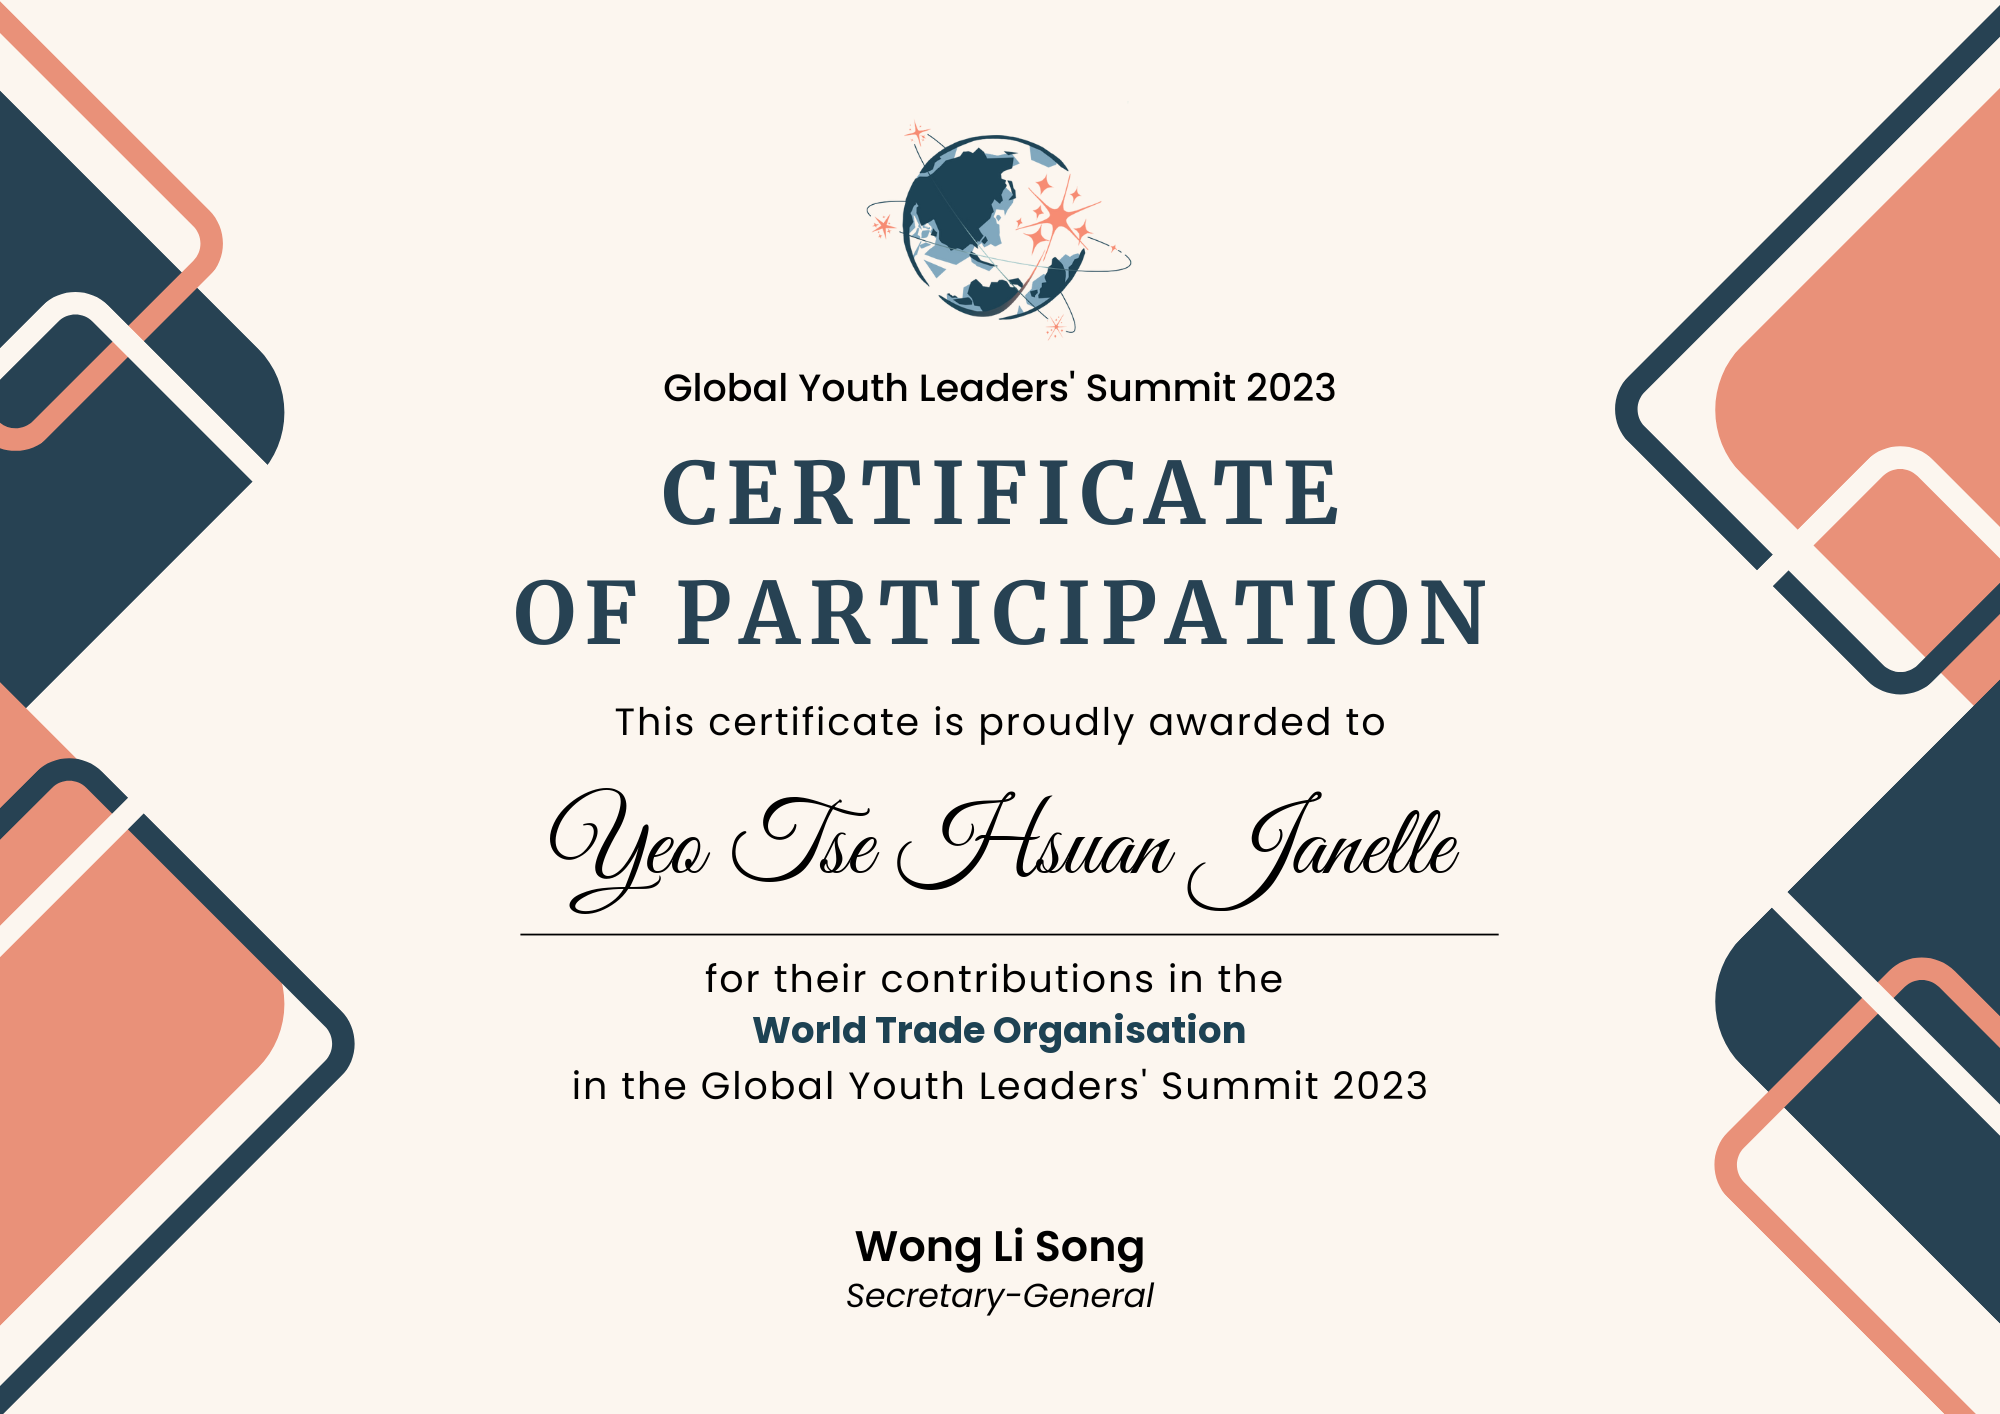 Global Youth Leaders' Summit 2023
CERTIFICATE
OF PARTICIPATION
This certificate is proudly awarded to
Yeo Tse Hsuan Janelle
for their contributions in the
World Trade Organisation
in the Global Youth Leaders' Summit 2023
Wong Li Song
Secretary-General